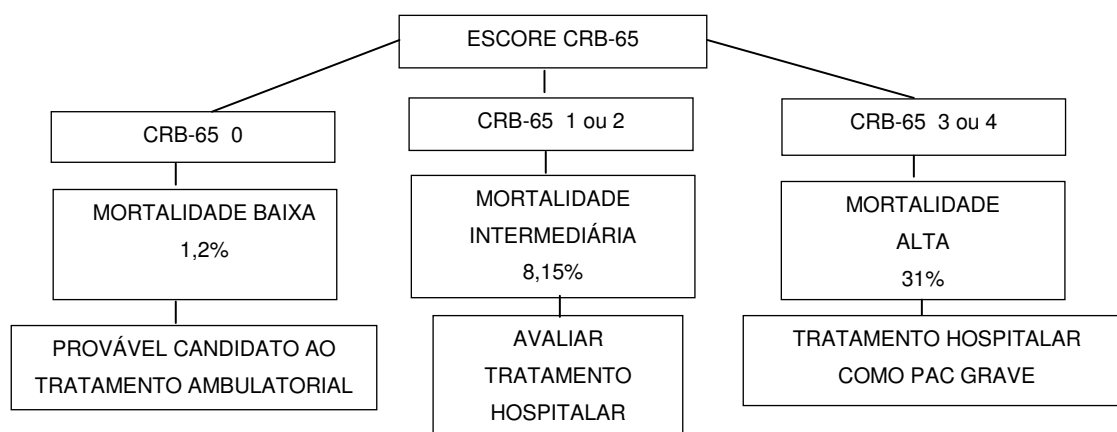 ESCORE CRB-65
CRB-65 0
MORTALIDADE BAIXA
1,2%
PROVÁVEL CANDIDATO AO
TRATAMENTO AMBULATORIAL
CRB-65 1 ou 2
MORTALIDADE
INTERMEDIÁRIA
8,15%
AVALIAR
TRATAMENTO
HOSPITALAR
CRB-65 3 ou 4
MORTALIDADE
ALTA
31%
TRATAMENTO HOSPITALAR
COMO PAC GRAVE